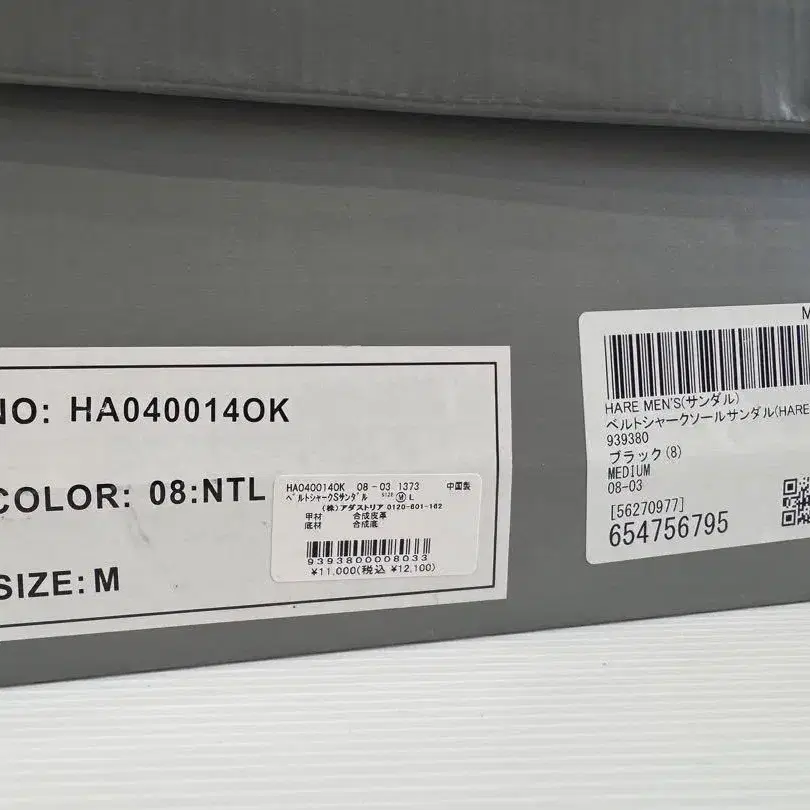 NO: HA040014OK
COLOR: 08:NTL
SIZE: M
HA040014OK 08-03 1373 中国製
ベルトシャークSサンダル SIZE Ⓜ L
(株)アダストリア 0120-601-162
甲材 合成皮革
底材 合成底
9393800008033
¥11,000(税込 ¥12,100)
M
HARE MEN'S(サンダル)
ベルトシャークソールサンダル(HARE
939380
ブラック(8)
MEDIUM
08-03
[56270977]
654756795